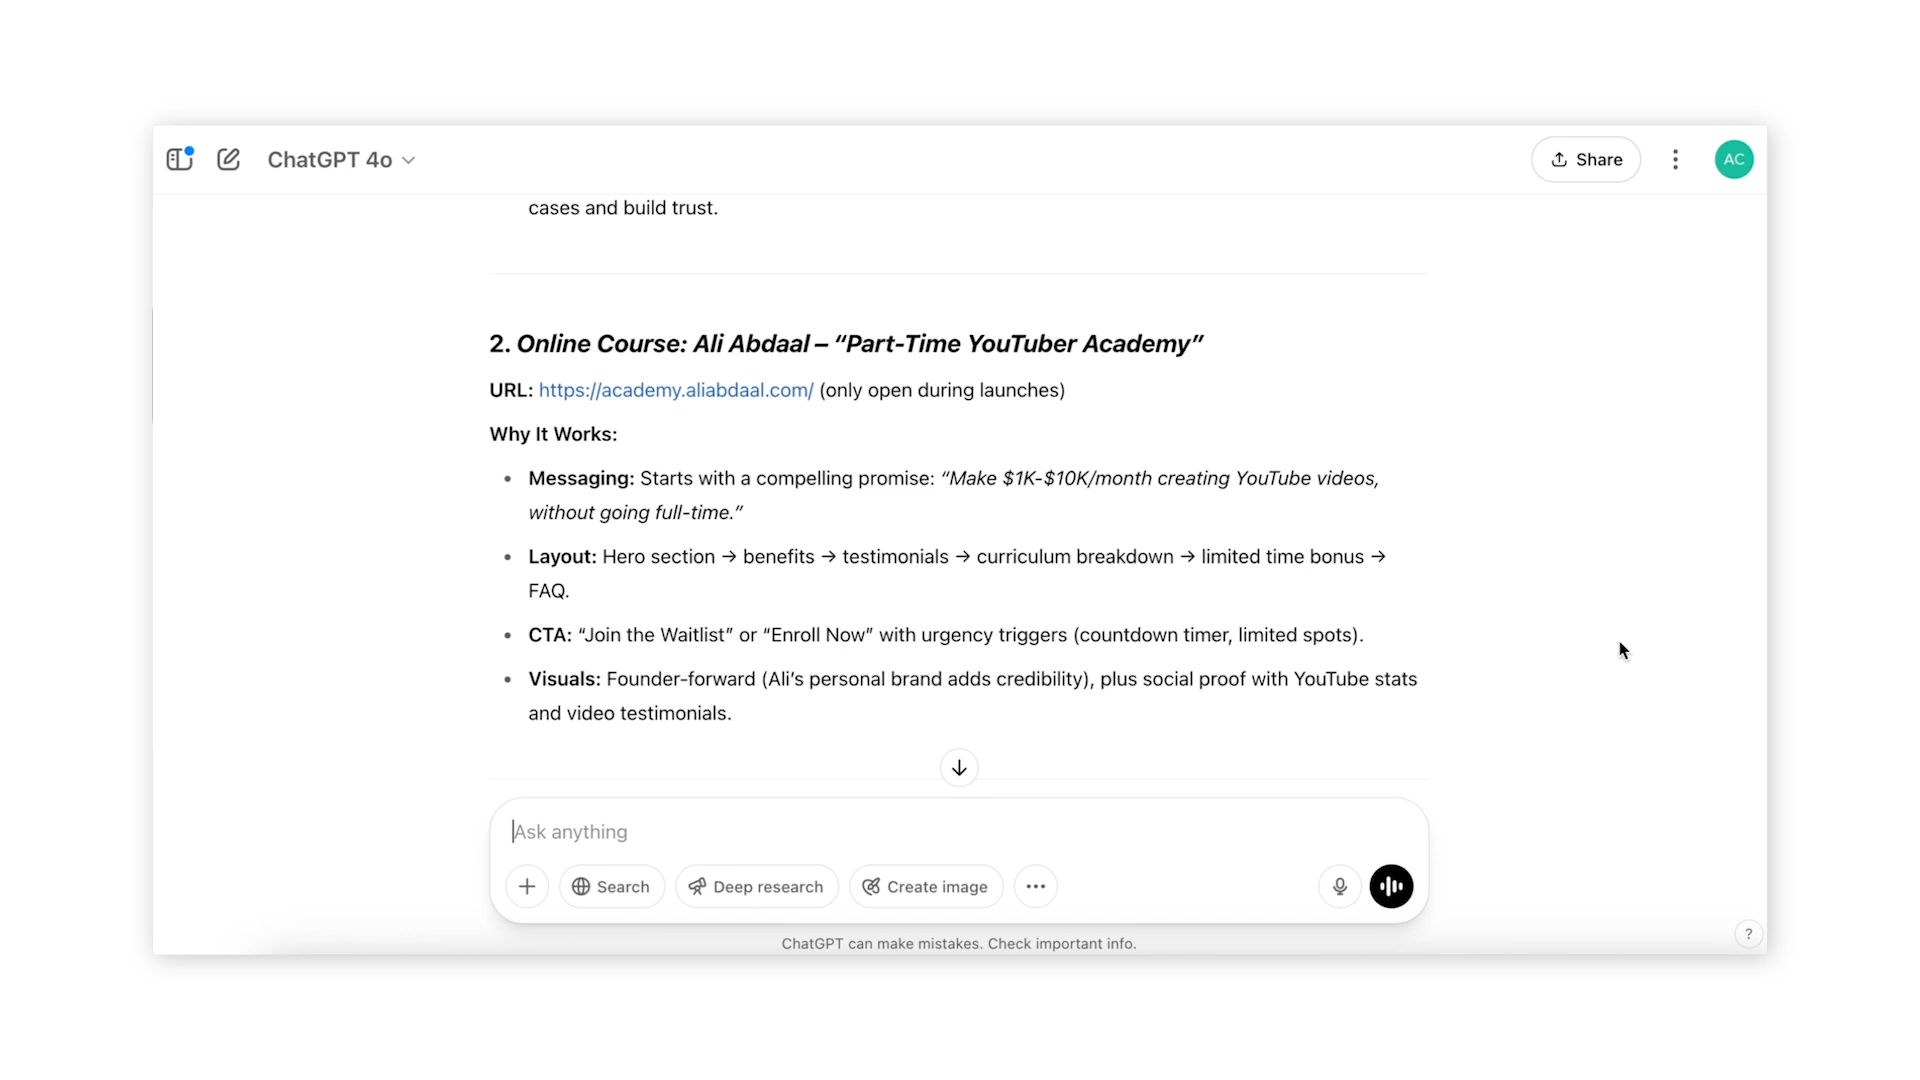 ChatGPT 4o
Share
AC
cases and build trust.
2. Online Course: Ali Abdaal – “Part-Time YouTuber Academy”
URL: https://academy.aliabdaal.com/ (only open during launches)
Why It Works:
• Messaging: Starts with a compelling promise: “Make $1K-$10K/month creating YouTube videos,
without going full-time.”
• Layout: Hero section → benefits → testimonials → curriculum breakdown → limited time bonus →
FAQ.
• CTA: “Join the Waitlist” or “Enroll Now” with urgency triggers (countdown timer, limited spots).
• Visuals: Founder-forward (Ali’s personal brand adds credibility), plus social proof with YouTube stats
and video testimonials.
Ask anything
Search
Deep research
Create image
ChatGPT can make mistakes. Check important info.
?